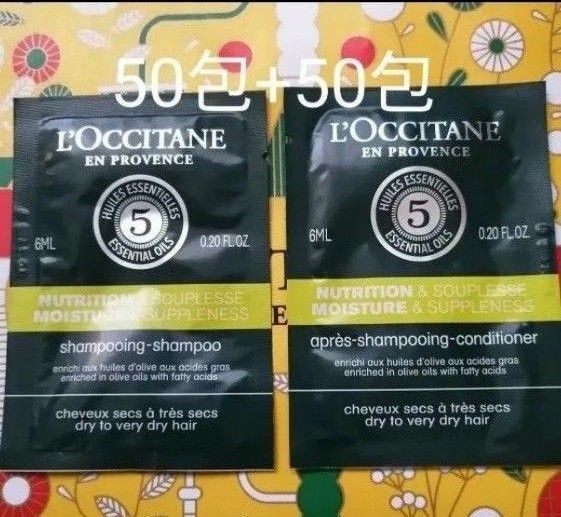 50包+50包
L'OCCITANE
EN PROVENCE
HUILES ESSENTIELLES
5
ESSENTIAL OILS
6ML
0.20 FL.OZ.
NUTRITION & SOUPLESSE
MOISTURE & SUPPLENESS
shampooing-shampoo
enrichi aux huiles d'olive aux acides gras
enriched in olive oils with fatty acids
cheveux secs à très secs
dry to very dry hair
L'OCCITANE
EN PROVENCE
HUILES ESSENTIELLES
5
ESSENTIAL OILS
6ML
0.20 FL.OZ.
NUTRITION & SOUPLESSE
MOISTURE & SUPPLENESS
après-shampooing-conditioner
enrichi aux huiles d'olive aux acides gras
enriched in olive oils with fatty acids
cheveux secs à très secs
dry to very dry hair